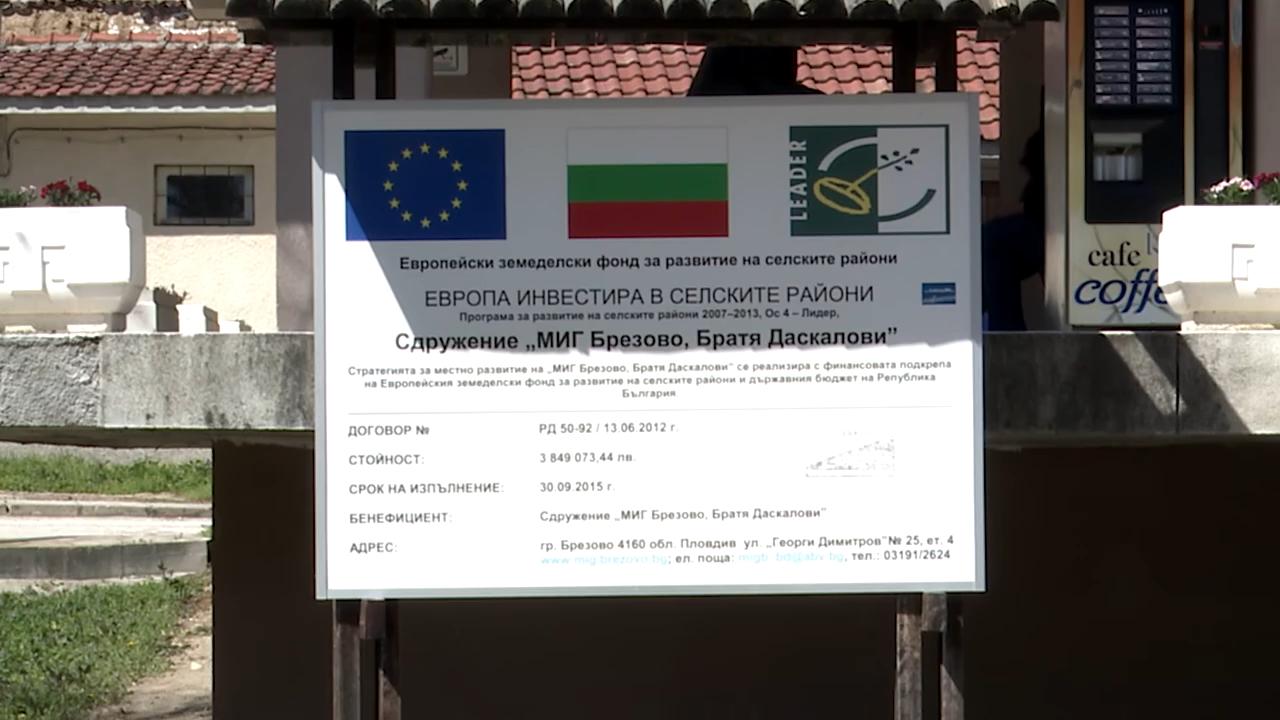 LEADER
Европейски земеделски фонд за развитие на селските райони
ЕВРОПА ИНВЕСТИРА В СЕЛСКИТЕ РАЙОНИ
Програма за развитие на селските райони 2007–2013, Ос 4 – Лидер,
Сдружение „МИГ Брезово, Братя Даскалови”
Стратегията за местно развитие на „МИГ Брезово, Братя Даскалови” се реализира с финансовата подкрепа
на Европейския земеделски фонд за развитие на селските райони и държавния бюджет на Република
България
ДОГОВОР № РД 50-92 / 13.06.2012 г.
СТОЙНОСТ: 3 849 073,44 лв.
СРОК НА ИЗПЪЛНЕНИЕ: 30.09.2015 г.
БЕНЕФИЦИЕНТ: Сдружение „МИГ Брезово, Братя Даскалови”
АДРЕС: гр. Брезово 4160 обл. Пловдив ул. „Георги Димитров”№ 25, ет. 4
www.mig.brezovo.bg; ел. поща: migb_bd@abv.bg, тел.: 03191/2624
cafe